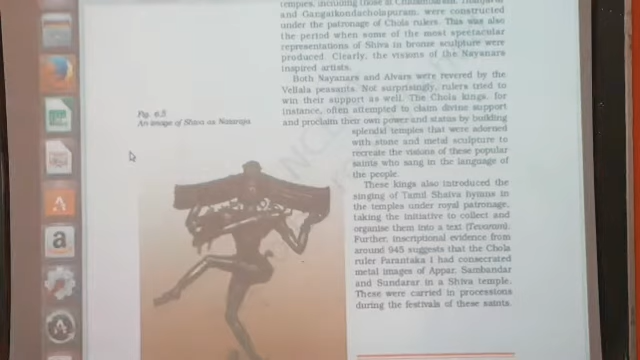 temples, including those at Chidambaram, Thanjavur
and Gangaikondacholapuram, were constructed
under the patronage of Chola rulers. This was also
the period when some of the most spectacular
representations of Shiva in bronze sculpture were
produced. Clearly, the visions of the Nayanars
inspired artists.
Both Nayanars and Alvars were revered by the
Vellala peasants. Not surprisingly, rulers tried to
win their support as well. The Chola kings, for
instance, often attempted to claim divine support
and proclaim their own power and status by building
splendid temples that were adorned
with stone and metal sculpture to
recreate the visions of these popular
saints who sang in the language of
the people.
These kings also introduced the
singing of Tamil Shaiva hymns in
the temples under royal patronage,
taking the initiative to collect and
organise them into a text (Tevaram).
Further, inscriptional evidence from
around 945 suggests that the Chola
ruler Parantaka I had consecrated
metal images of Appar, Sambandar
and Sundarar in a Shiva temple.
These were carried in processions
during the festivals of these saints.
Fig. 6.5
An image of Shiva as Nataraja